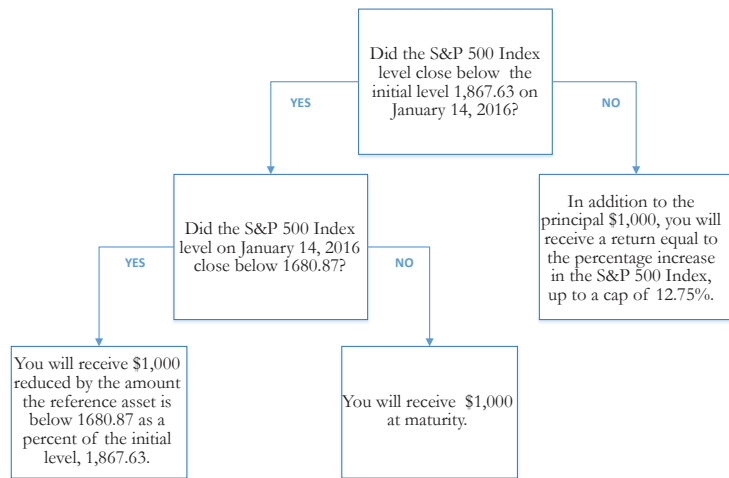 Did the S&P 500 Index
level close below the
initial level 1,867.63 on
January 14, 2016?
YES
NO
Did the S&P 500 Index
level on January 14, 2016
close below 1680.87?
In addition to the
principal $1,000, you will
receive a return equal to
the percentage increase
in the S&P 500 Index,
up to a cap of 12.75%.
YES
NO
You will receive $1,000
reduced by the amount
the reference asset is
below 1680.87 as a
percent of the initial
level, 1,867.63.
You will receive $1,000
at maturity.